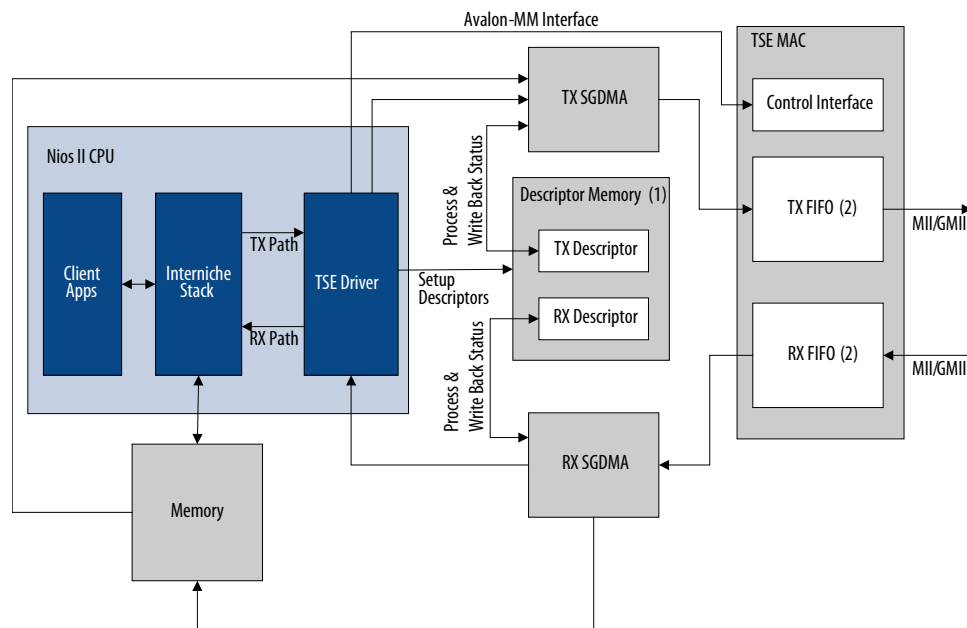 Avalon-MM Interface
TSE MAC
TX SGDMA
Control Interface
Nios II CPU
Process &
Write Back Status
Descriptor Memory (1)
TX FIFO (2)
MII/GMII
TX Path
TX Descriptor
Client
Apps
Interniche
Stack
TSE Driver
Setup
Descriptors
RX Descriptor
RX Path
RX FIFO (2)
MII/GMII
Process &
Write Back Status
RX SGDMA
Memory